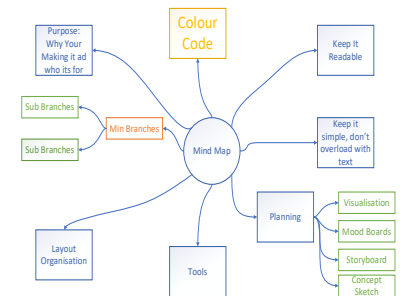 Purpose:
Why Your
Making it ad
who its for
Colour
Code
Keep It
Readable
Sub Branches
Min Branches
Sub Branches
Mind Map
Keep it
simple, don't
overload with
text
Planning
Visualisation
Mood Boards
Storyboard
Concept
Sketch
Layout
Organisation
Tools